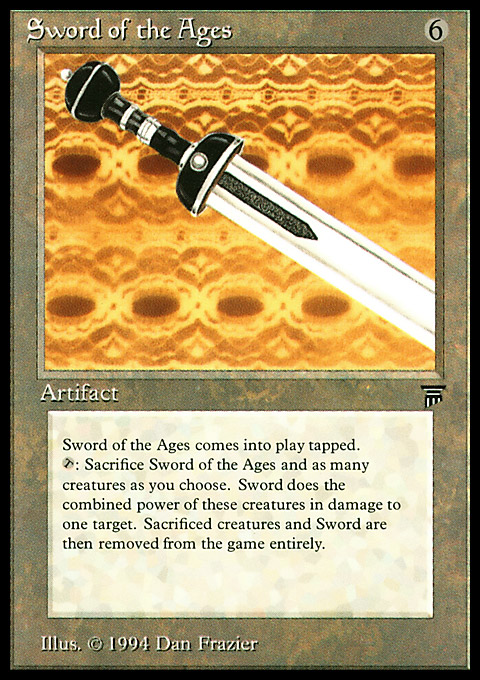 Sword of the Ages 6
Artifact
Sword of the Ages comes into play tapped.
: Sacrifice Sword of the Ages and as many
creatures as you choose. Sword does the
combined power of these creatures in damage to
one target. Sacrificed creatures and Sword are
then removed from the game entirely.
Illus. © 1994 Dan Frazier